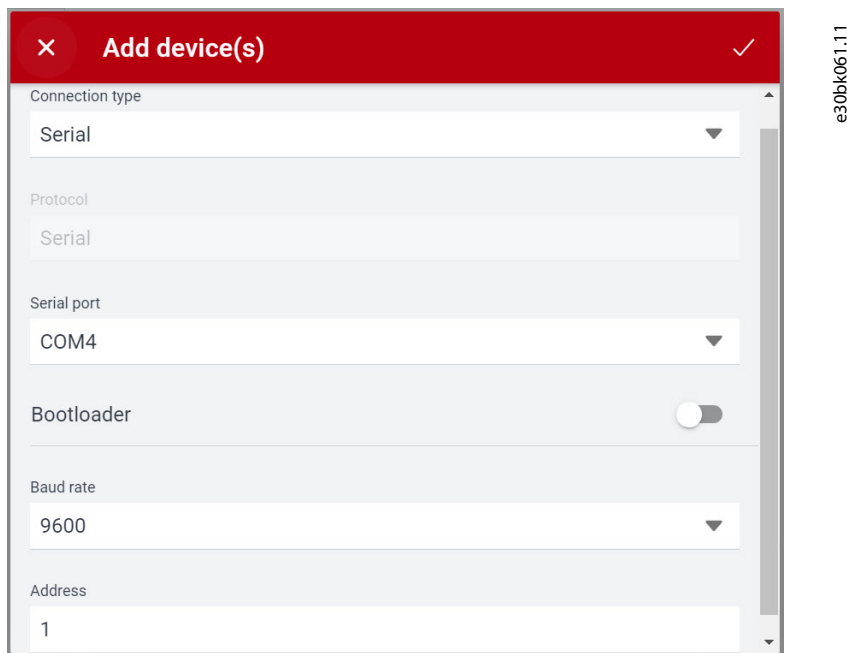 Add device(s)
Connection type
Serial
Protocol
Serial
Serial port
COM4
Bootloader
Baud rate
9600
Address
1
e30bk061.11